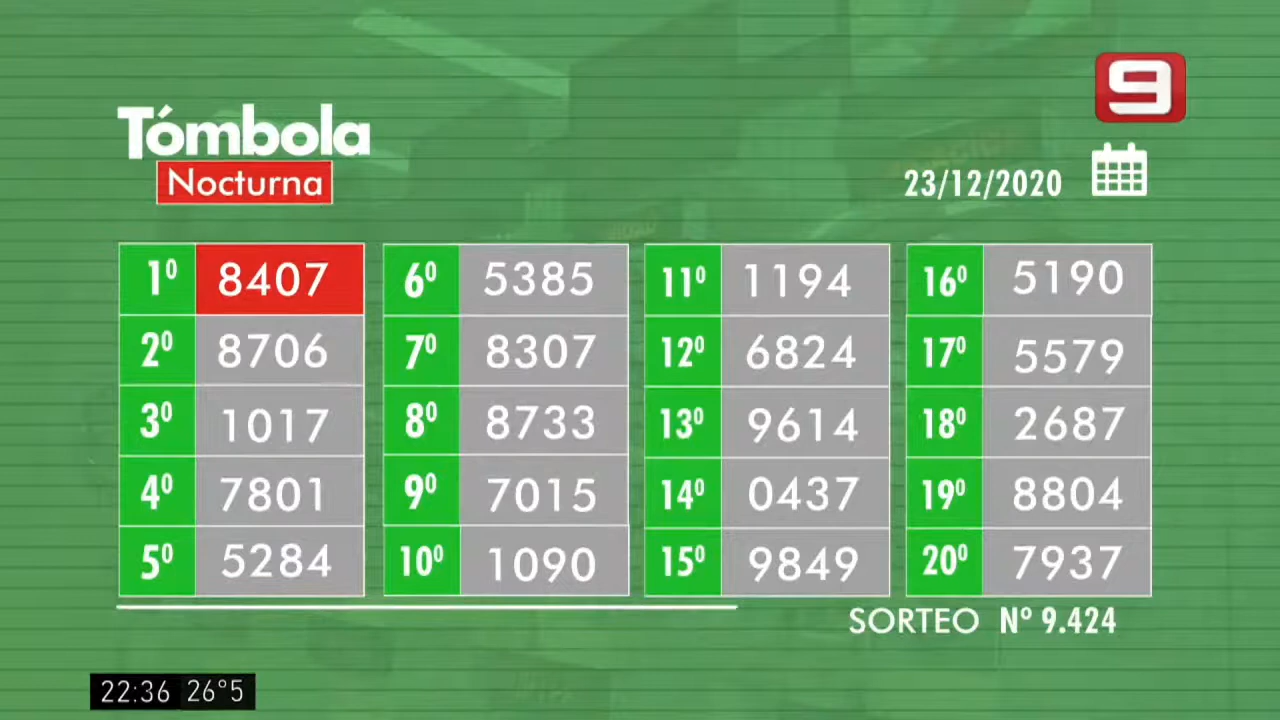 9
Tómbola
Nocturna
23/12/2020
1º 8407 6º 5385 11º 1194 16º 5190
2º 8706 7º 8307 12º 6824 17º 5579
3º 1017 8º 8733 13º 9614 18º 2687
4º 7801 9º 7015 14º 0437 19º 8804
5º 5284 10º 1090 15º 9849 20º 7937
SORTEO Nº 9.424
22:36 26°5